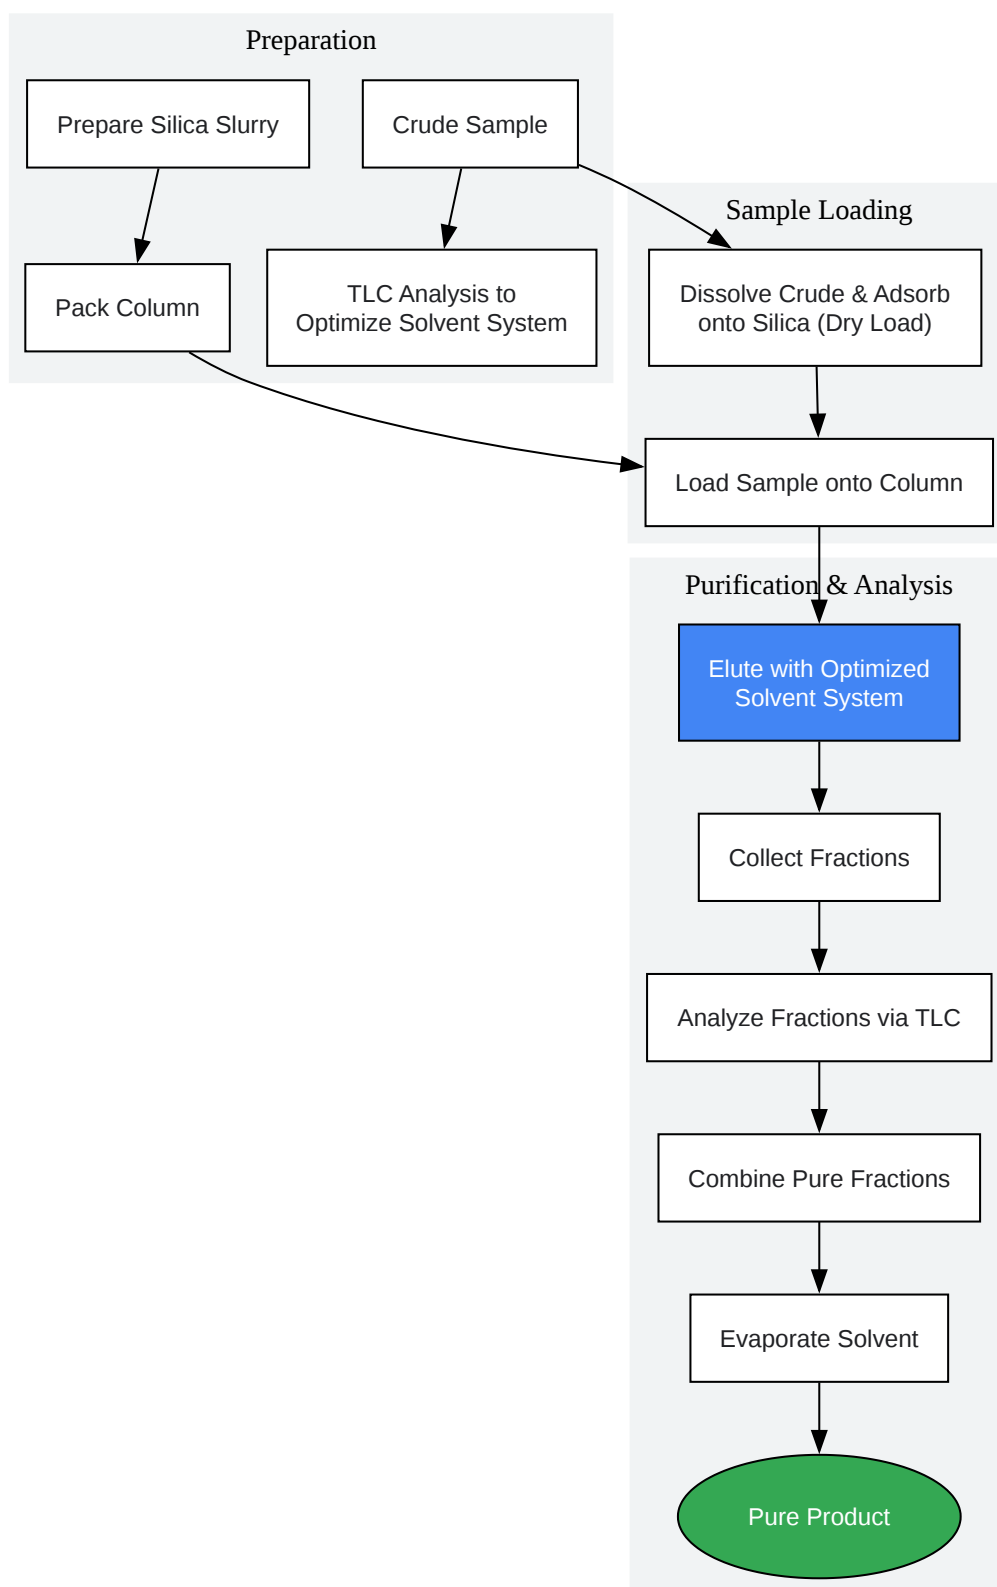 Preparation
Prepare Silica Slurry
Crude Sample
Pack Column
TLC Analysis to
Optimize Solvent System
Sample Loading
Dissolve Crude & Adsorb
onto Silica (Dry Load)
Load Sample onto Column
Purification & Analysis
Elute with Optimized
Solvent System
Collect Fractions
Analyze Fractions via TLC
Combine Pure Fractions
Evaporate Solvent
Pure Product